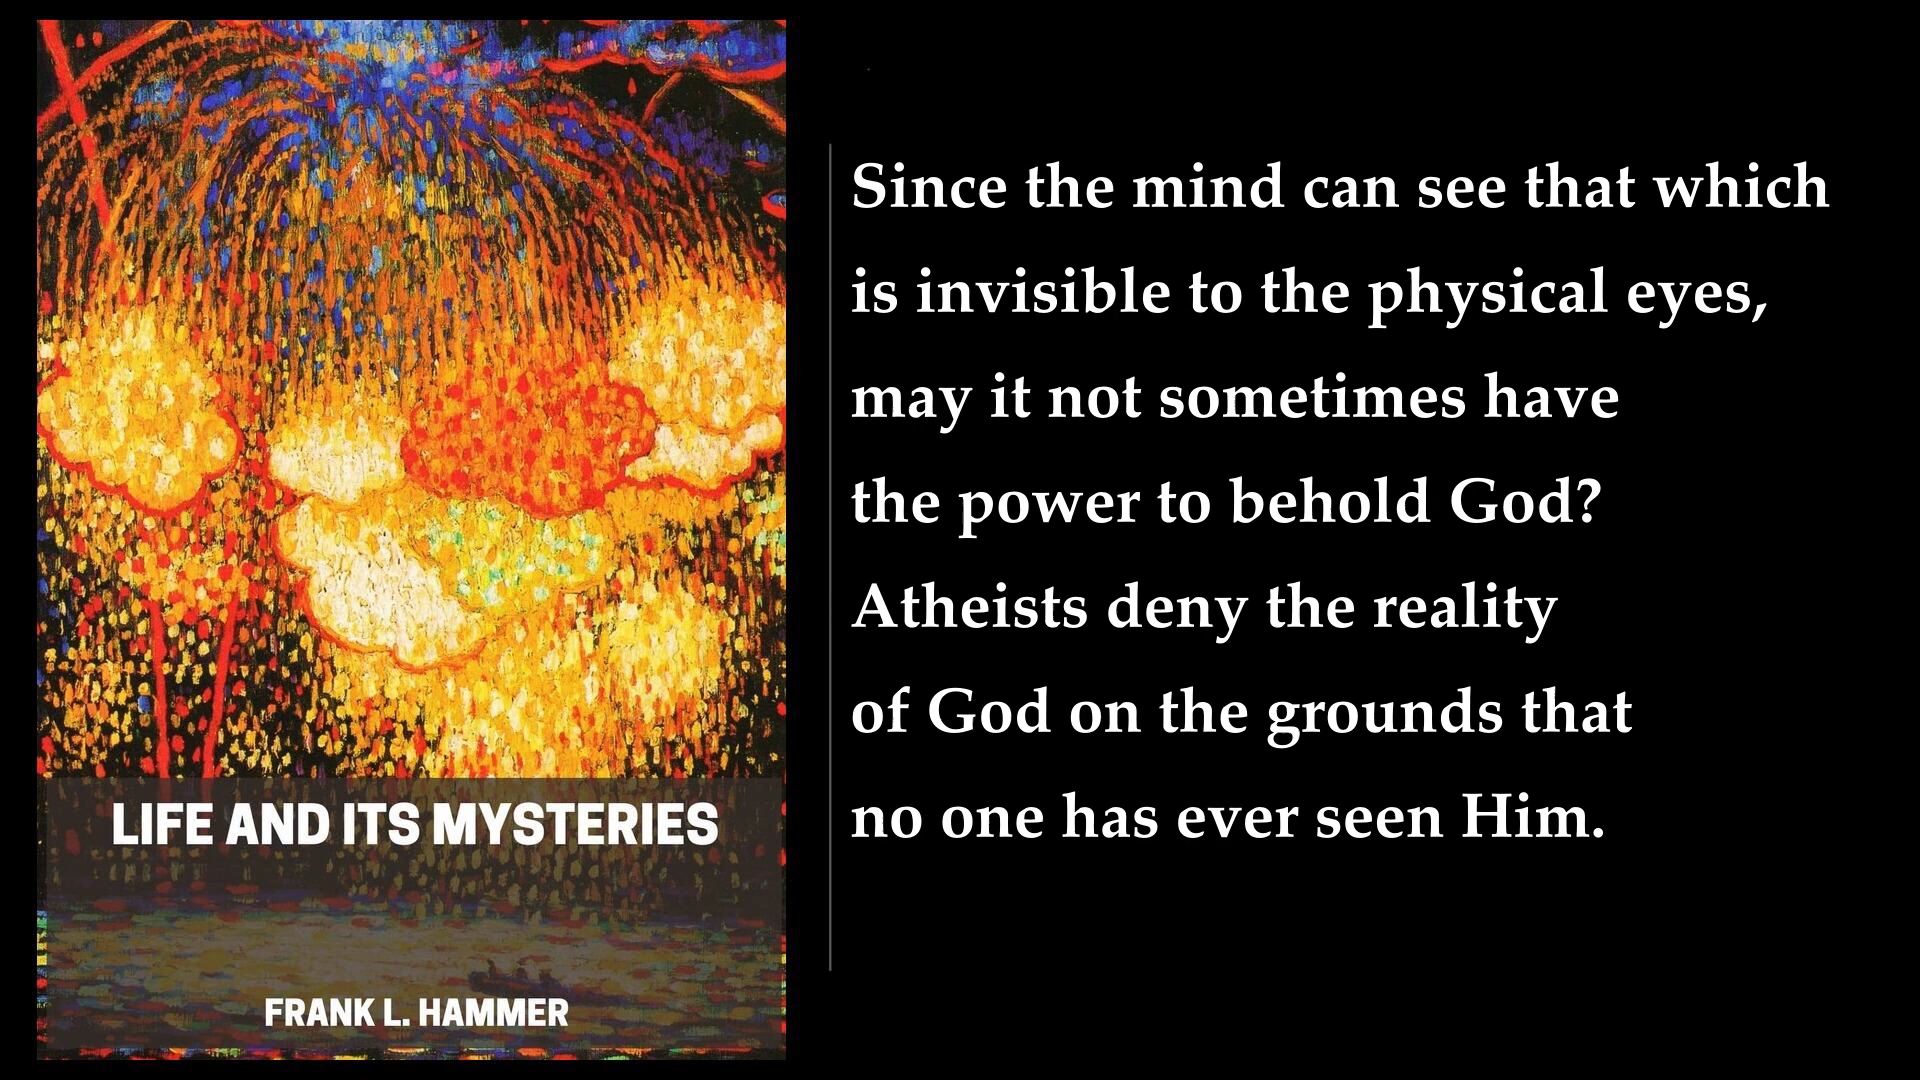 LIFE AND ITS MYSTERIES
FRANK L. HAMMER
Since the mind can see that which
is invisible to the physical eyes,
may it not sometimes have
the power to behold God?
Atheists deny the reality
of God on the grounds that
no one has ever seen Him.